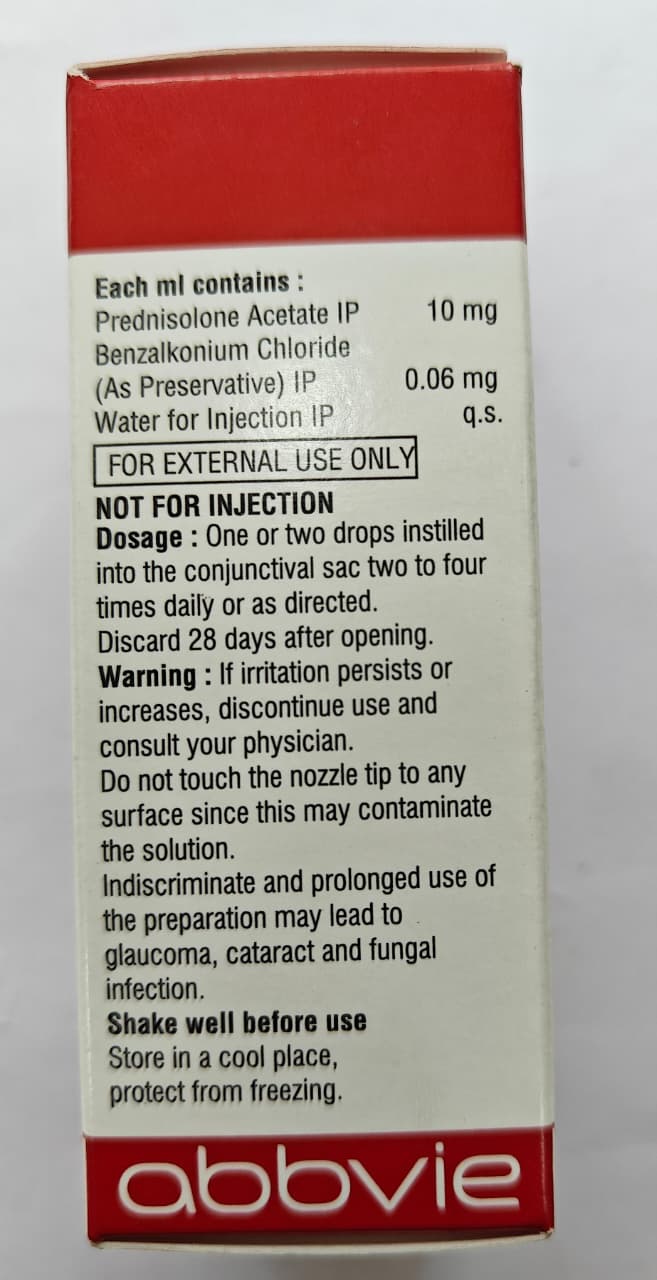 Each ml contains :
Prednisolone Acetate IP 10 mg
Benzalkonium Chloride
(As Preservative) IP 0.06 mg
Water for Injection IP q.s.
FOR EXTERNAL USE ONLY
NOT FOR INJECTION
Dosage : One or two drops instilled
into the conjunctival sac two to four
times daily or as directed.
Discard 28 days after opening.
Warning : If irritation persists or
increases, discontinue use and
consult your physician.
Do not touch the nozzle tip to any
surface since this may contaminate
the solution.
Indiscriminate and prolonged use of
the preparation may lead to
glaucoma, cataract and fungal
infection.
Shake well before use
Store in a cool place,
protect from freezing.
abbvie